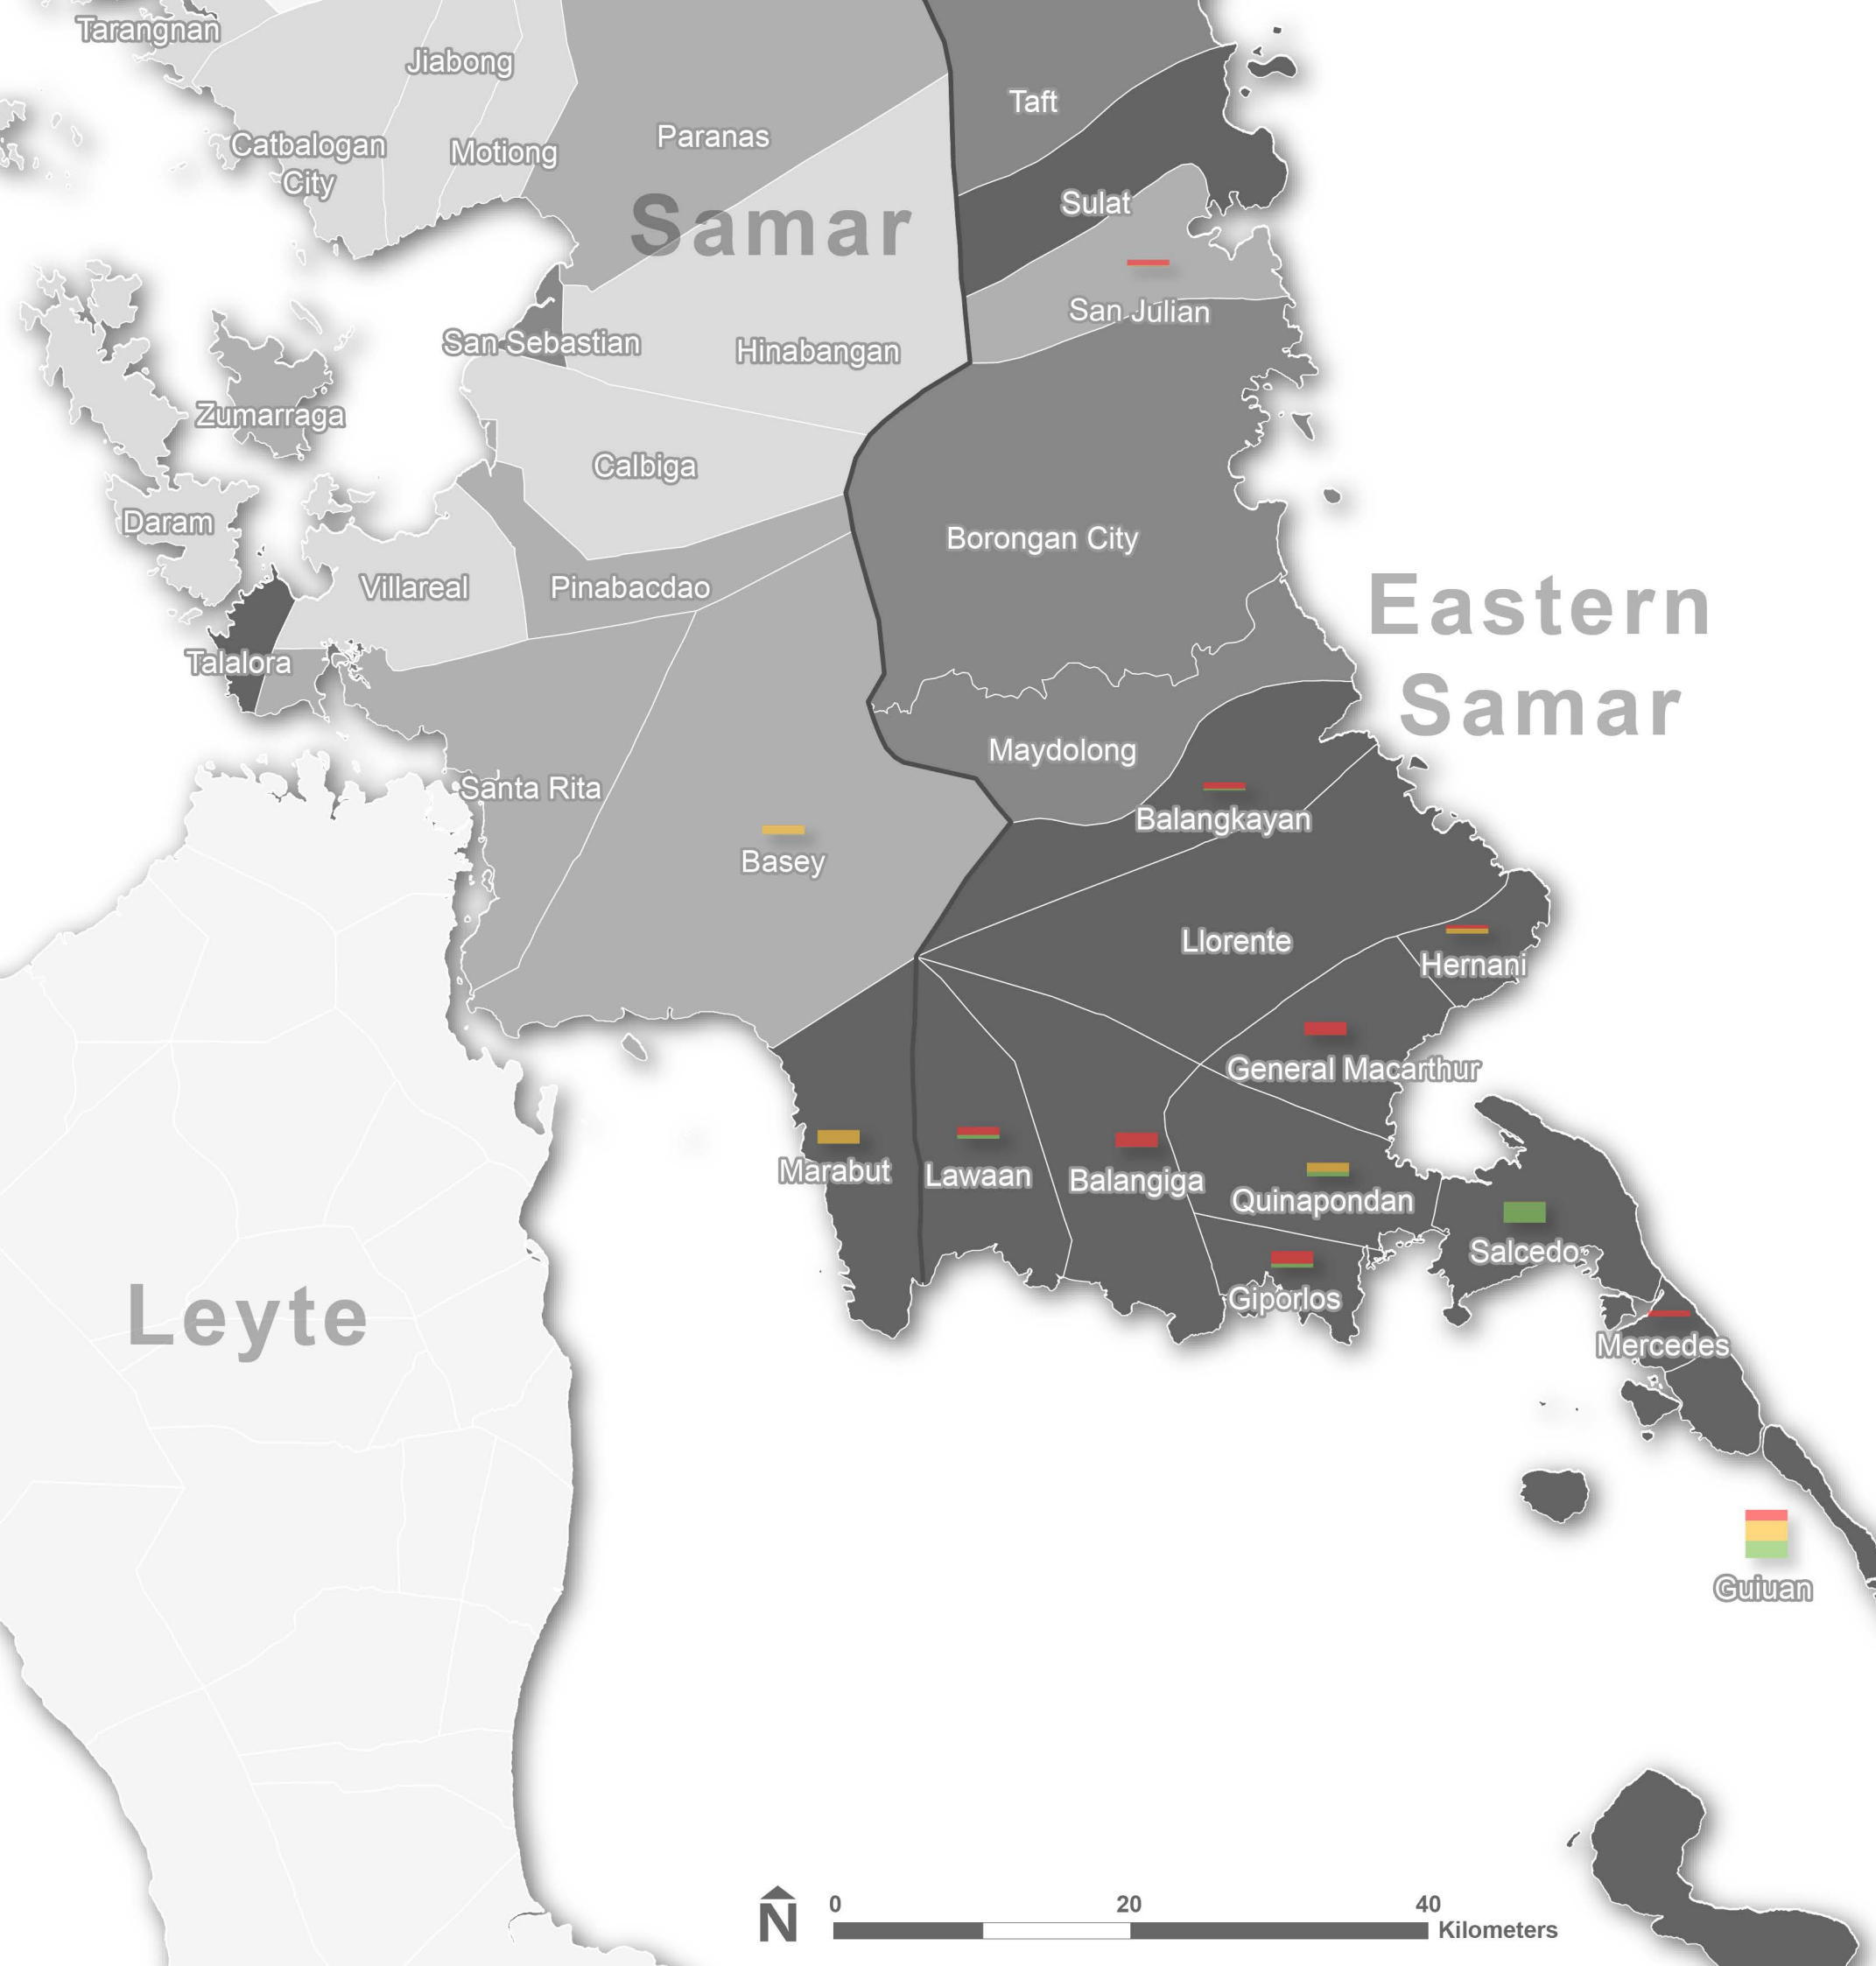 Tarangnan
Jiabong
Taft
Paranas
Catbalogan
City
Motiong
Samar
Sulat
San Julian
San Sebastian
Hinabangan
Zumarraga
Calbiga
Daram
Borongan City
Villareal
Pinabacdao
Eastern
Samar
Talalora
Maydolong
Santa Rita
Balangkayan
Basey
Llorente
Hernani
General Macarthur
Marabut
Lawaan
Balangiga
Quinapondan
Salcedo
Giporlos
Leyte
Mercedes
Guiuan
N
0 20 40
Kilometers